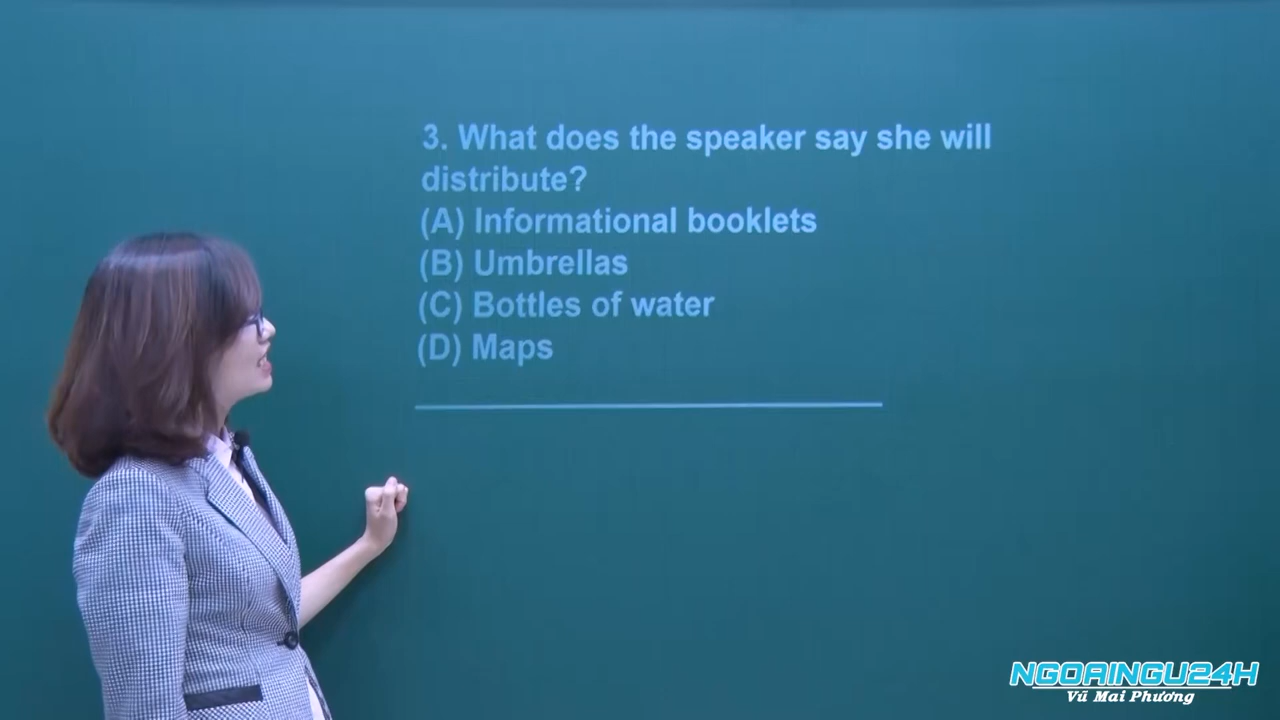 3. What does the speaker say she will
distribute?
(A) Informational booklets
(B) Umbrellas
(C) Bottles of water
(D) Maps
NGOAINGU24H
Vũ Mai Phương